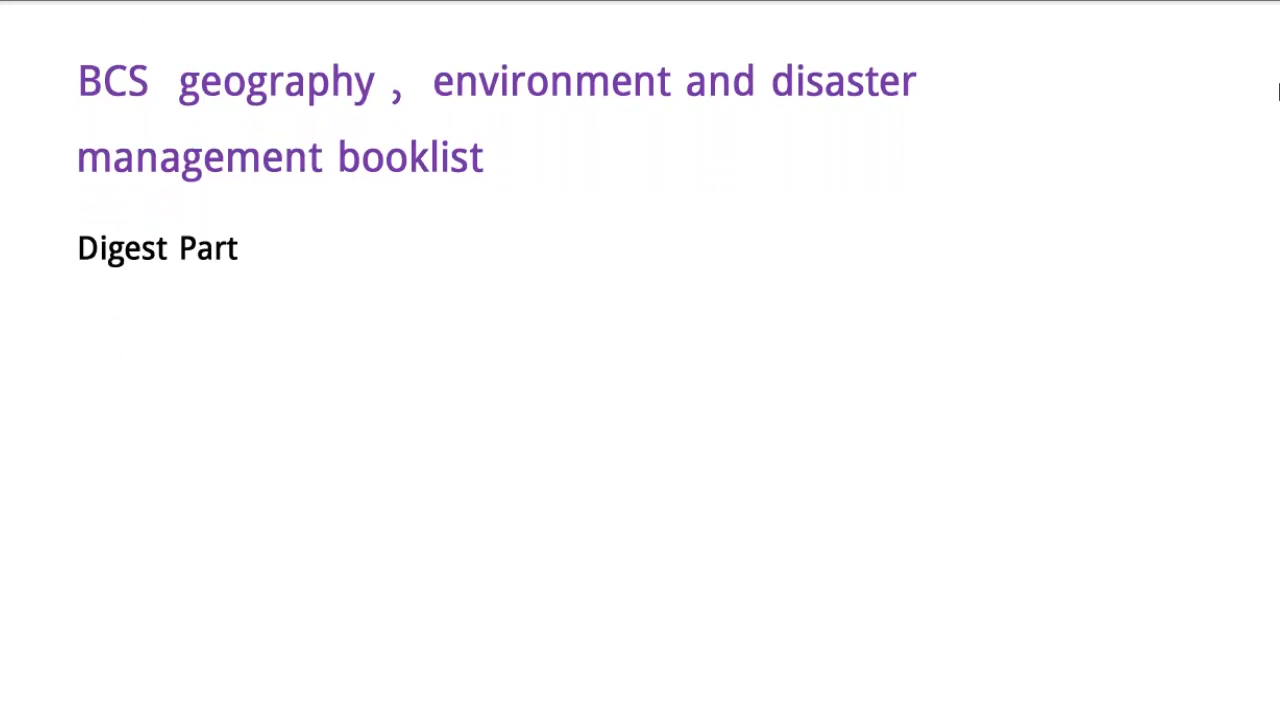 BCS geography , environment and disaster
management booklist
Digest Part